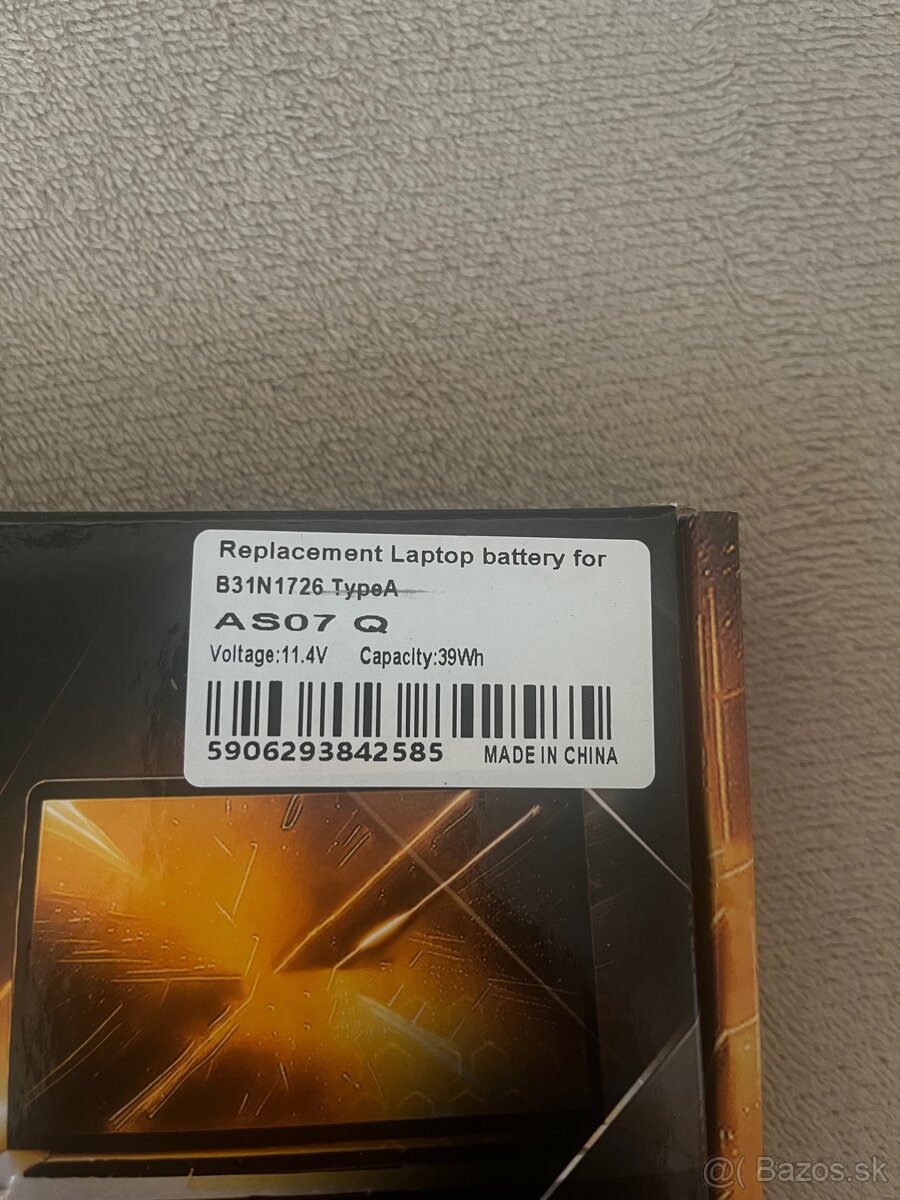 Replacement Laptop battery for
B31N1726 TypeA
AS07 Q
Voltage:11.4V Capacity:39Wh
5906293842585 MADE IN CHINA
@( Bazos.sk